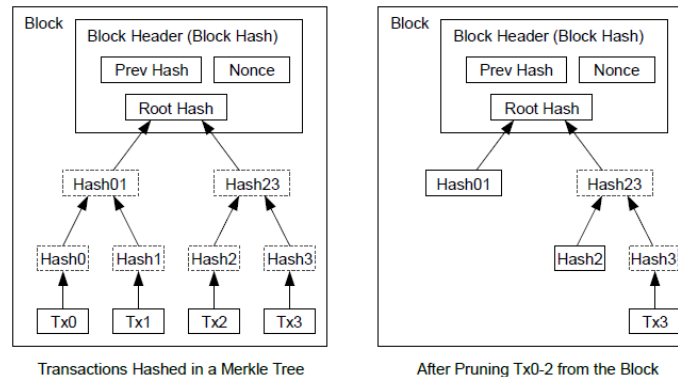 Block
Block Header (Block Hash)
Prev Hash
Nonce
Root Hash
Hash01
Hash23
Hash0
Hash1
Hash2
Hash3
Tx0
Tx1
Tx2
Tx3
Transactions Hashed in a Merkle Tree
Block
Block Header (Block Hash)
Prev Hash
Nonce
Root Hash
Hash01
Hash23
Hash2
Hash3
Tx3
After Pruning Tx0-2 from the Block